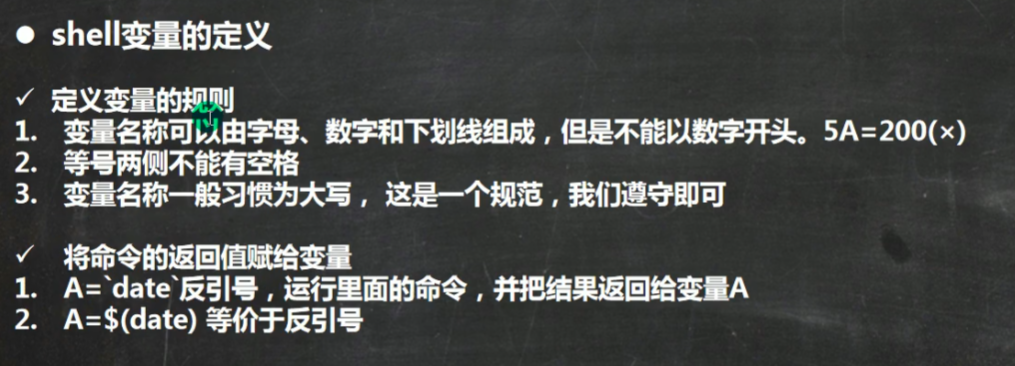 ● shell变量的定义
✓ 定义变量的规则
1. 变量名称可以由字母、数字和下划线组成，但是不能以数字开头。5A=200(×)
2. 等号两侧不能有空格
3. 变量名称一般习惯为大写， 这是一个规范，我们遵守即可
✓ 将命令的返回值赋给变量
1. A=`date`反引号，运行里面的命令，并把结果返回给变量A
2. A=$(date) 等价于反引号